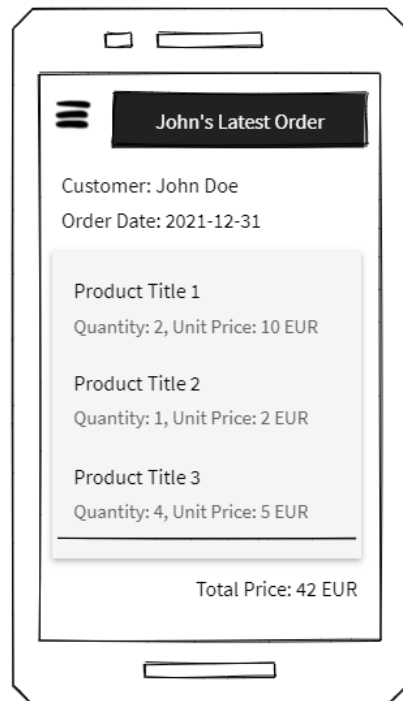 John's Latest Order
Customer: John Doe
Order Date: 2021-12-31
Product Title 1
Quantity: 2, Unit Price: 10 EUR
Product Title 2
Quantity: 1, Unit Price: 2 EUR
Product Title 3
Quantity: 4, Unit Price: 5 EUR
Total Price: 42 EUR